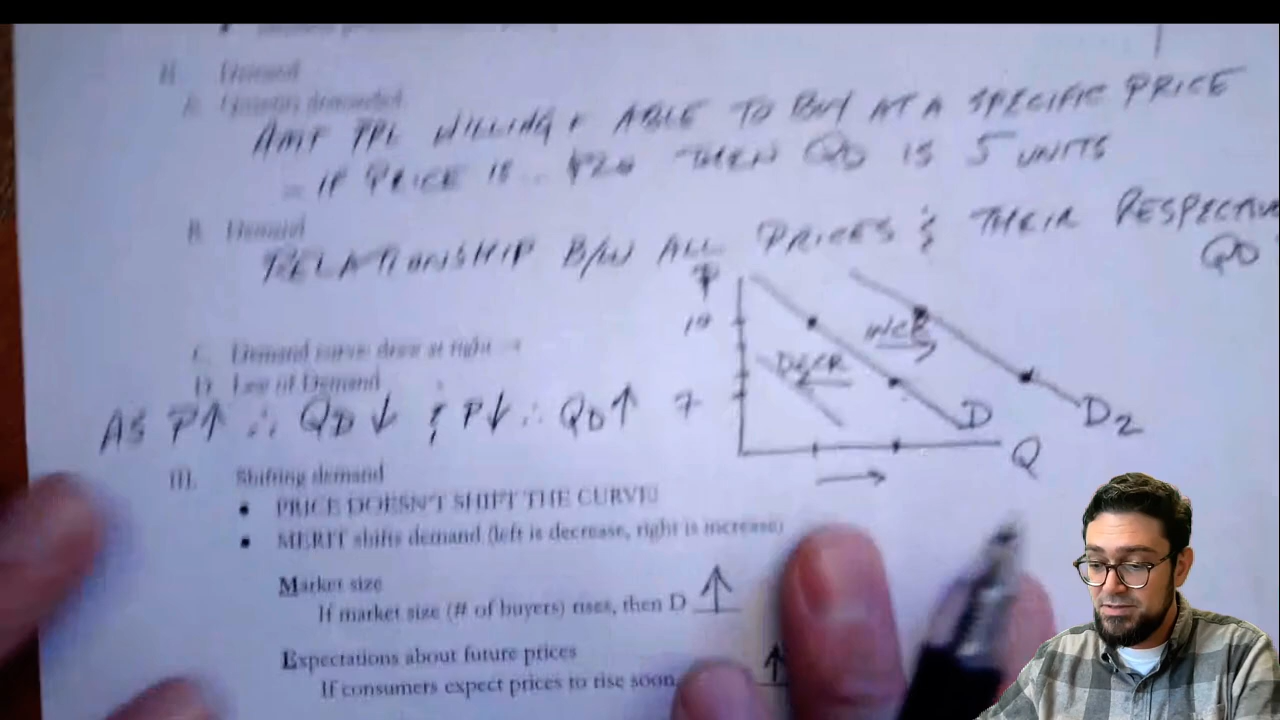 II. Demand
A. Quantity demanded
AMT PPL WILLING + ABLE TO BUY AT A SPECIFIC PRICE
- IF PRICE IS .. $20 THEN QD IS 5 UNITS
B. Demand
RELATIONSHIP B/W ALL PRICES & THEIR RESPECTIV
QD
P
10
INCR
DECR
C. Demand curve: draw at right →
D. Law of Demand
AS P↑ ∴ QD ↓ & P↓ ∴ QD↑
7
D
D2
Q
III. Shifting demand
• PRICE DOESN'T SHIFT THE CURVE!
• MERIT shifts demand (left is decrease, right is increase)
Market size
If market size (# of buyers) rises, then D ↑
Expectations about future prices
If consumers expect prices to rise soon, ↑